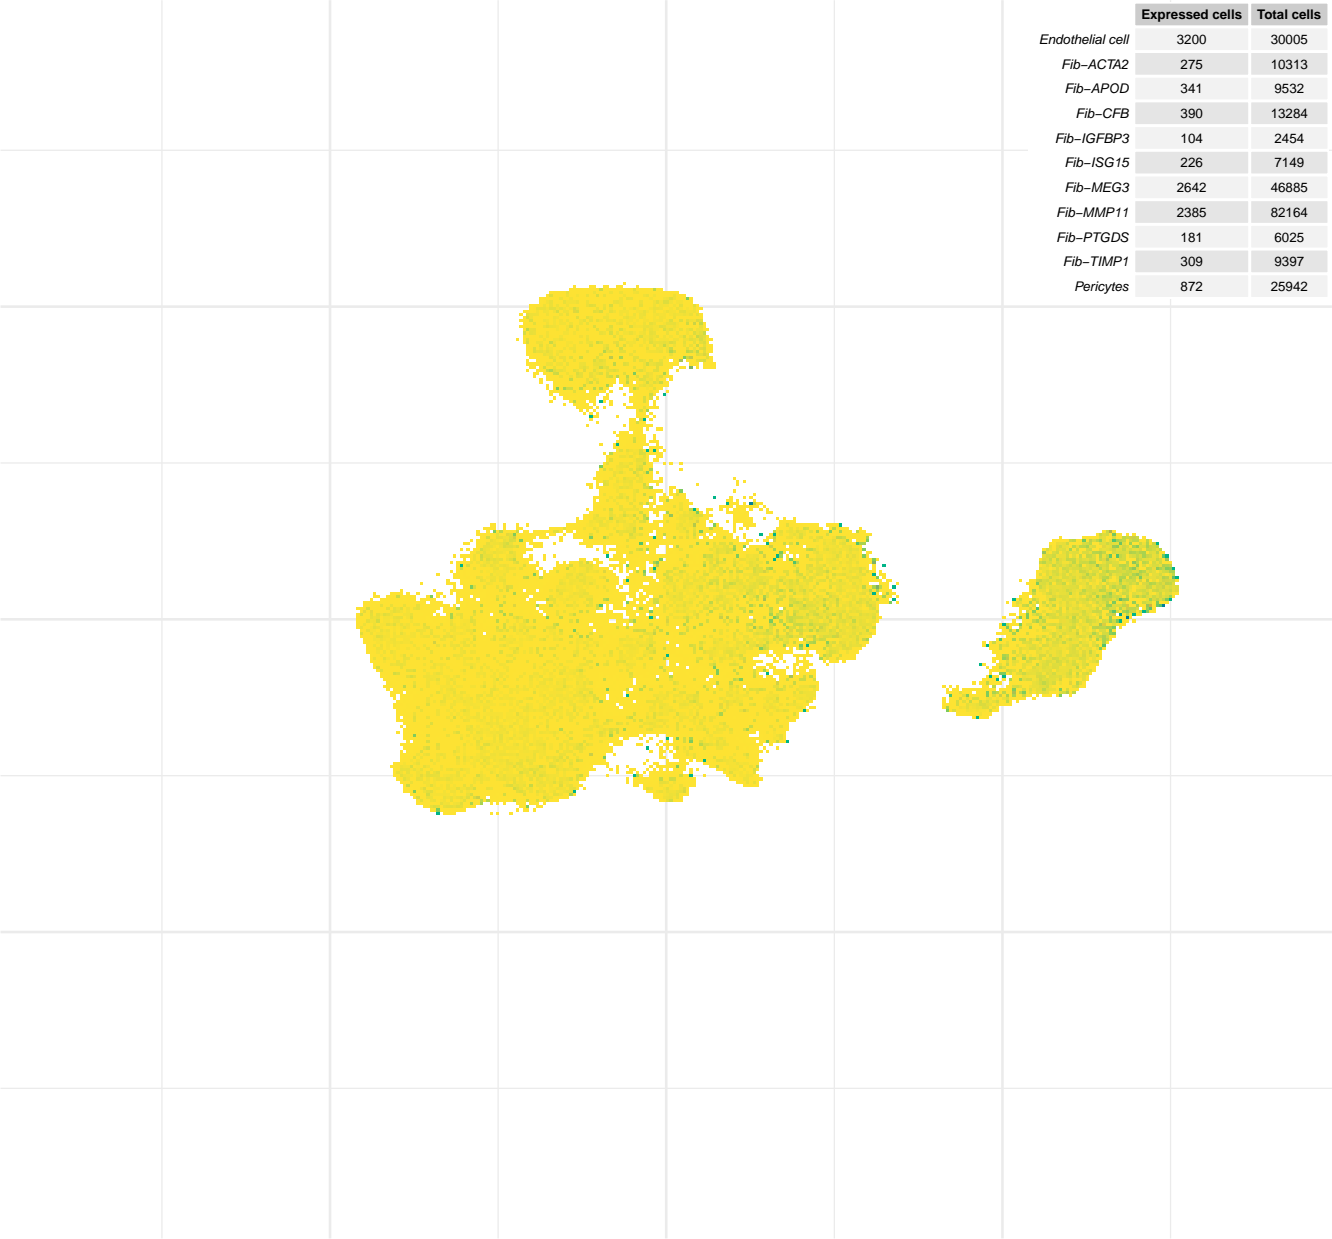 Expressed cells Total cells
Endothelial cell 3200 30005
Fib−ACTA2 275 10313
Fib−APOD 341 9532
Fib−CFB 390 13284
Fib−IGFBP3 104 2454
Fib−ISG15 226 7149
Fib−MEG3 2642 46885
Fib−MMP11 2385 82164
Fib−PTGDS 181 6025
Fib−TIMP1 309 9397
Pericytes 872 25942